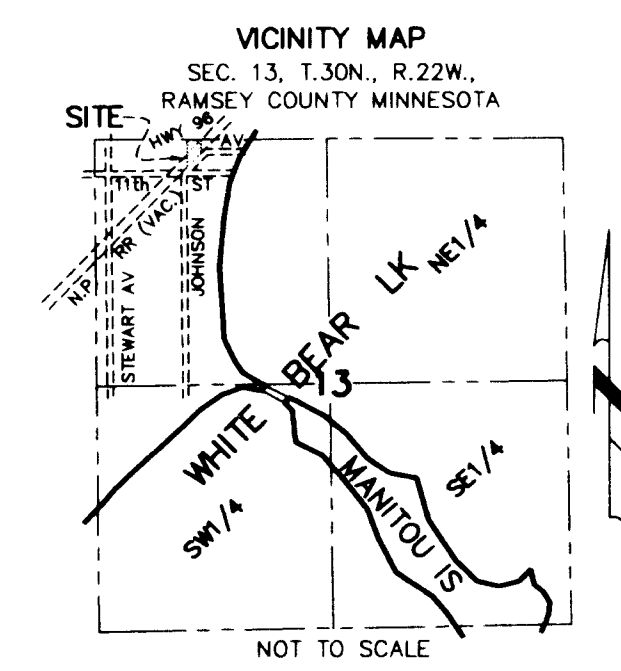 VICINITY MAP
SEC. 13, T.30N., R.22W.,
RAMSEY COUNTY MINNESOTA
SITE
HWY 96
AV
11th ST
N.P. RR (VAC.)
STEWART AV
JOHNSON
WHITE BEAR LK
NE1/4
13
SW1/4
SE1/4
MANITOU IS
NOT TO SCALE